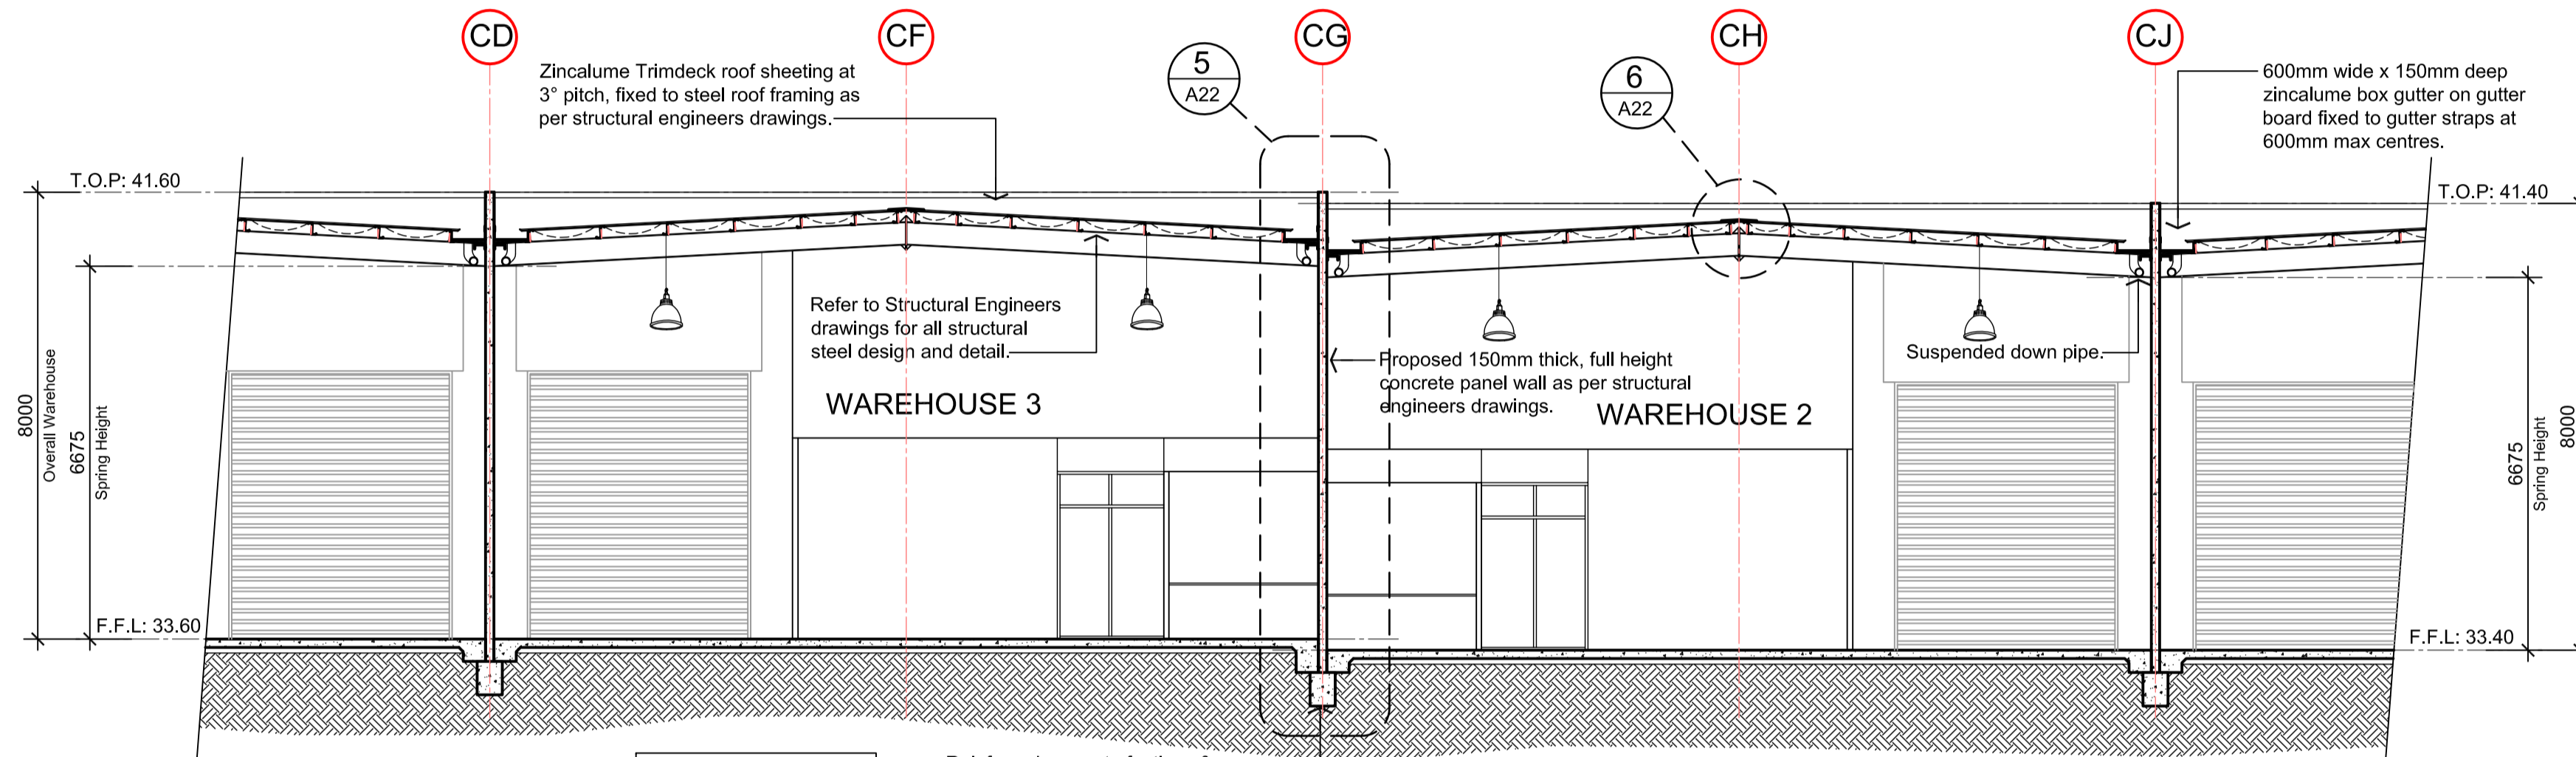 CD
CF
CG
CH
CJ
Zincalume Trimdeck roof sheeting at
3° pitch, fixed to steel roof framing as
per structural engineers drawings.
5
A22
6
A22
600mm wide x 150mm deep
zincalume box gutter on gutter
board fixed to gutter straps at
600mm max centres.
T.O.P: 41.60
T.O.P: 41.40
Refer to Structural Engineers
drawings for all structural
steel design and detail.
Proposed 150mm thick, full height
concrete panel wall as per structural
engineers drawings.
Suspended down pipe.
WAREHOUSE 3
WAREHOUSE 2
8000
Overall Warehouse
6675
Spring Height
6675
Spring Height
8000
F.F.L: 33.60
F.F.L: 33.40